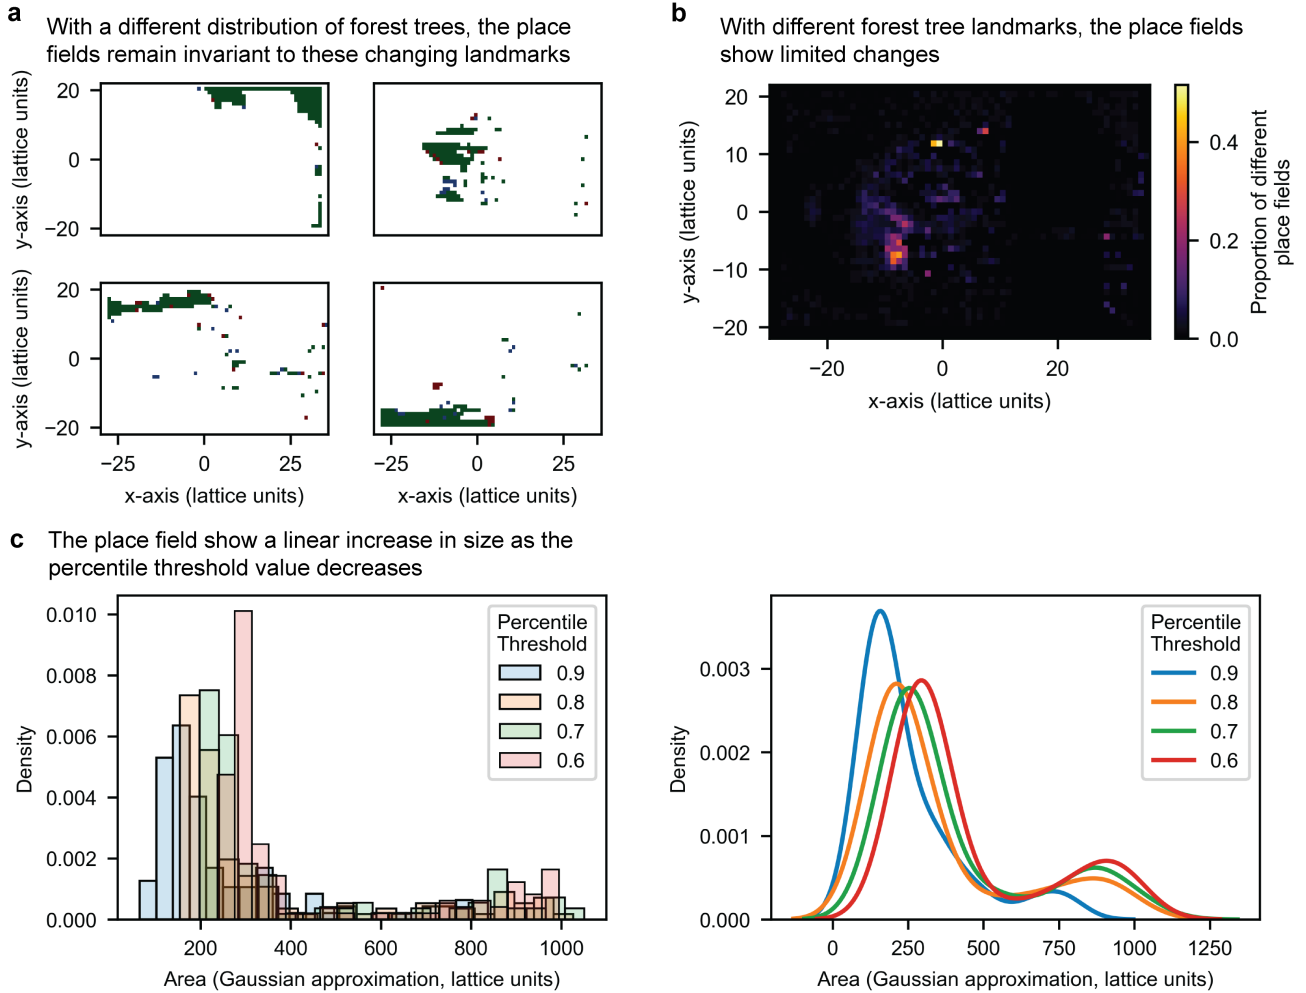 a
With a different distribution of forest trees, the place
fields remain invariant to these changing landmarks
y-axis (lattice units)
20
0
−20
y-axis (lattice units)
20
0
−20
−25 0 25
x-axis (lattice units)
−25 0 25
x-axis (lattice units)
b
With different forest tree landmarks, the place fields
show limited changes
y-axis (lattice units)
20
10
0
−10
−20
−20 0 20
x-axis (lattice units)
0.4
0.2
0.0
Proportion of different
place fields
c
The place field show a linear increase in size as the
percentile threshold value decreases
Density
0.010
0.008
0.006
0.004
0.002
0.000
200 400 600 800 1000
Area (Gaussian approximation, lattice units)
Percentile
Threshold
0.9
0.8
0.7
0.6
Density
0.003
0.002
0.001
0.000
0 250 500 750 1000 1250
Area (Gaussian approximation, lattice units)
Percentile
Threshold
0.9
0.8
0.7
0.6